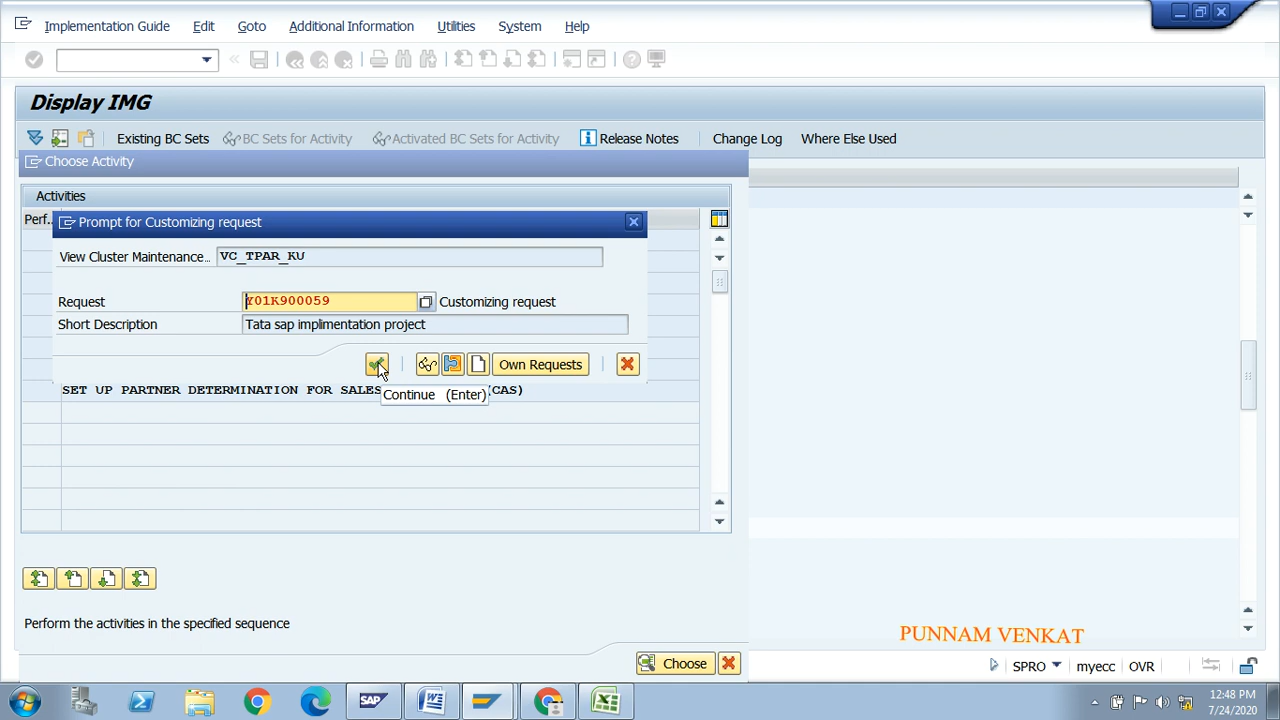 Implementation Guide Edit Goto Additional Information Utilities System Help
Display IMG
Existing BC Sets BC Sets for Activity Activated BC Sets for Activity Release Notes Change Log Where Else Used
Choose Activity
Activities
Perf..
Prompt for Customizing request
View Cluster Maintenance... VC_TPAR_KU
Request Y01K900059 Customizing request
Short Description Tata sap implimentation project
Own Requests
Continue (Enter)
SET UP PARTNER DETERMINATION FOR SALES (CAS)
Perform the activities in the specified sequence
PUNNAM VENKAT
Choose
SPRO myecc OVR
12:48 PM
7/24/2020